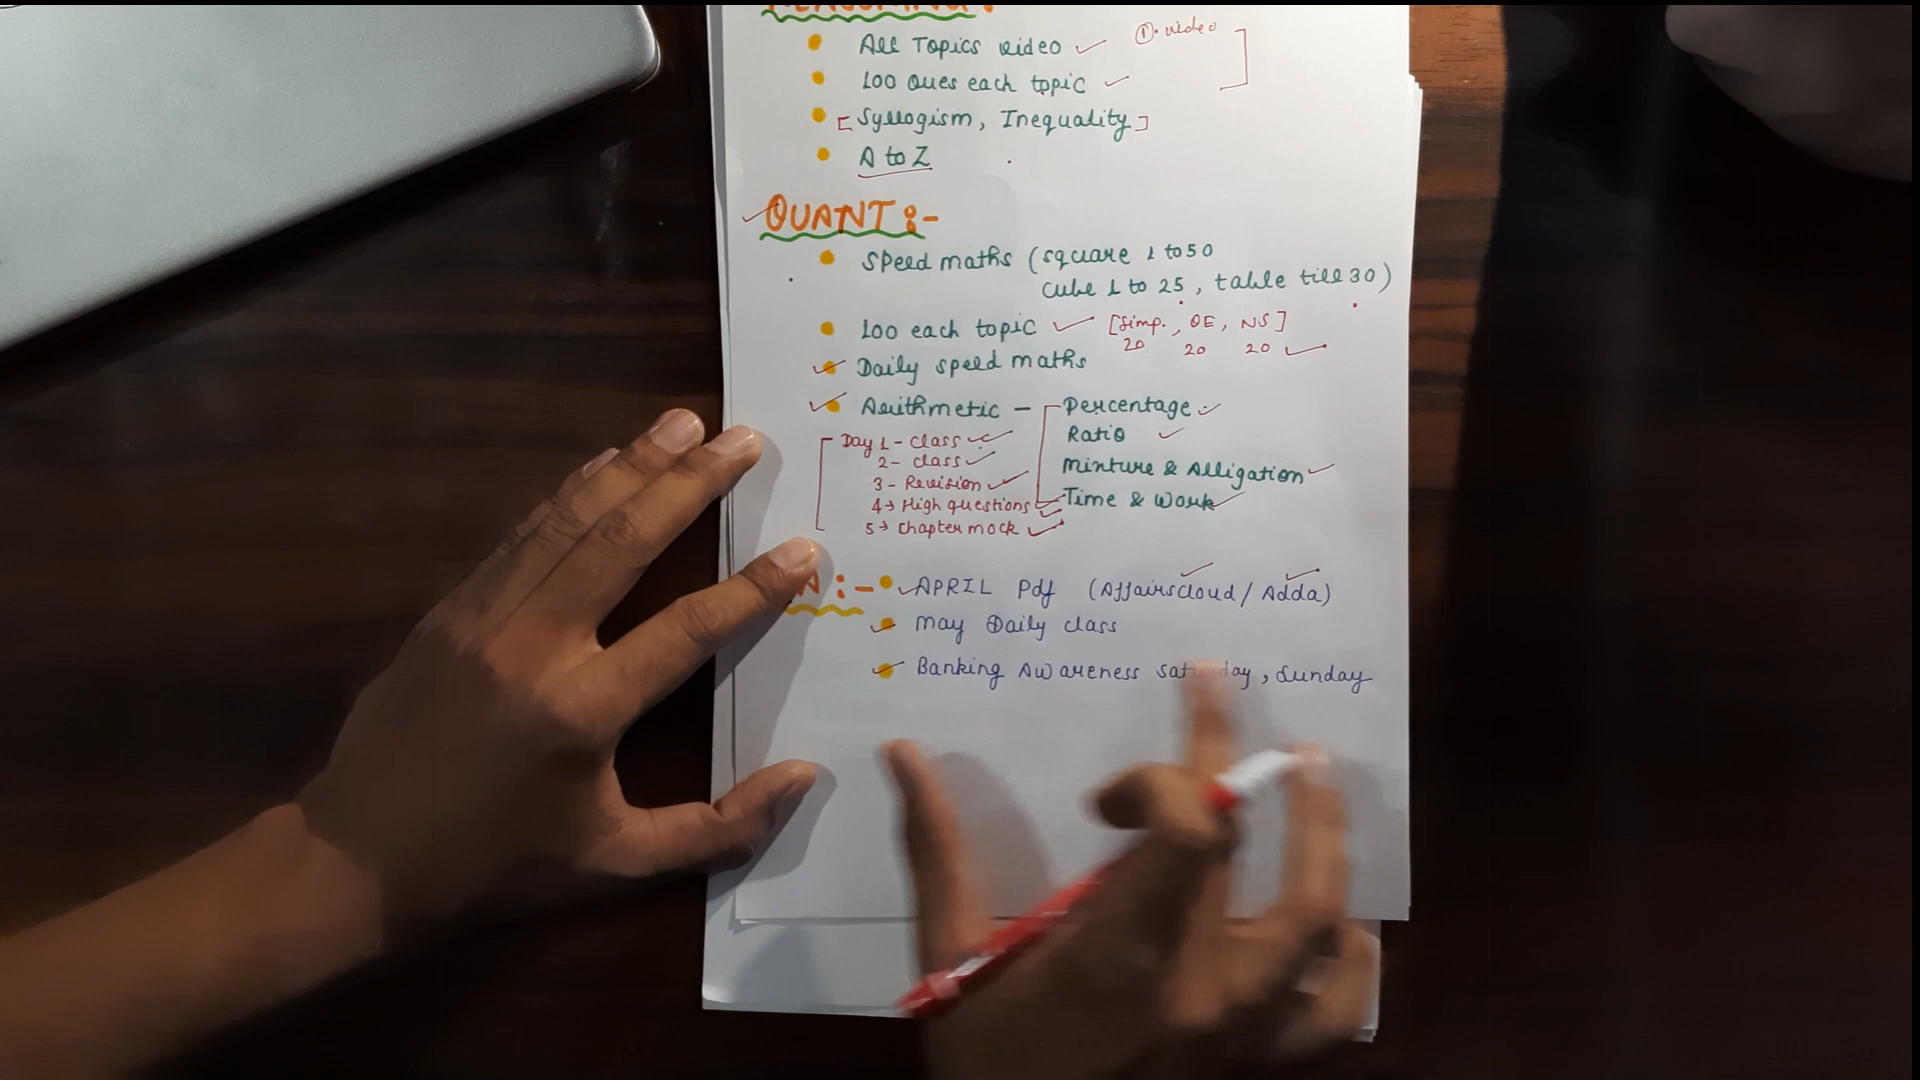 REASONING :
All Topics video ①. video
100 Ques each topic
[Syllogism, Inequality]
A to Z
QUANT :-
Speed maths (square 1 to 50
cube 1 to 25, table till 30)
100 each topic [Simp., QE, NS]
20 20 20
Daily speed maths
Arithmetic - Percentage
Ratio
Mixture & Alligation
Time & Work
Day 1 - class
2 - class
3 - Revision
4 → High questions
5 → Chapter mock
A :- APRIL Pdf (Affairscloud / Adda)
May Daily class
Banking Awareness Saturday, Sunday